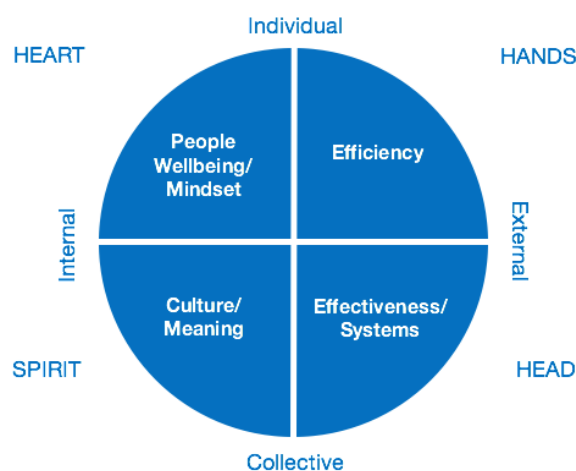 Individual
HEART
HANDS
People
Wellbeing/
Mindset
Efficiency
Internal
External
Culture/
Meaning
Effectiveness/
Systems
SPIRIT
HEAD
Collective